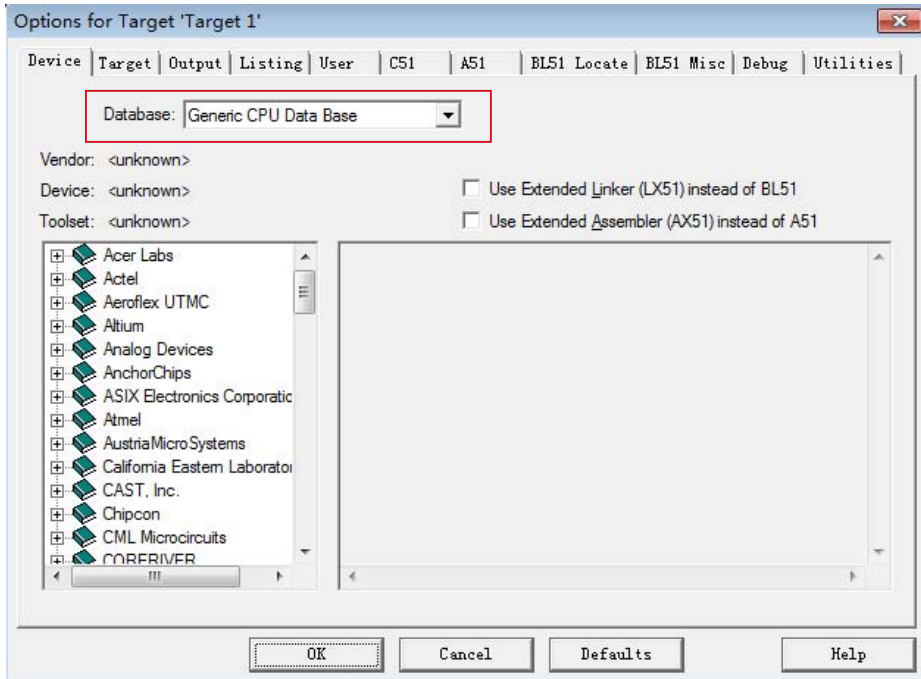 Options for Target 'Target 1'
Device Target Output Listing User C51 A51 BL51 Locate BL51 Misc Debug Utilities
Database: Generic CPU Data Base
Vendor: <unknown>
Device: <unknown>
Use Extended Linker (LX51) instead of BL51
Toolset: <unknown>
Use Extended Assembler (AX51) instead of A51
Acer Labs
Actel
Aeroflex UTMC
Altium
Analog Devices
AnchorChips
ASIX Electronics Corporatic
Atmel
AustriaMicroSystems
California Eastern Laborator
CAST, Inc.
Chipcon
CML Microcircuits
CORERIVER
OK Cancel Defaults Help